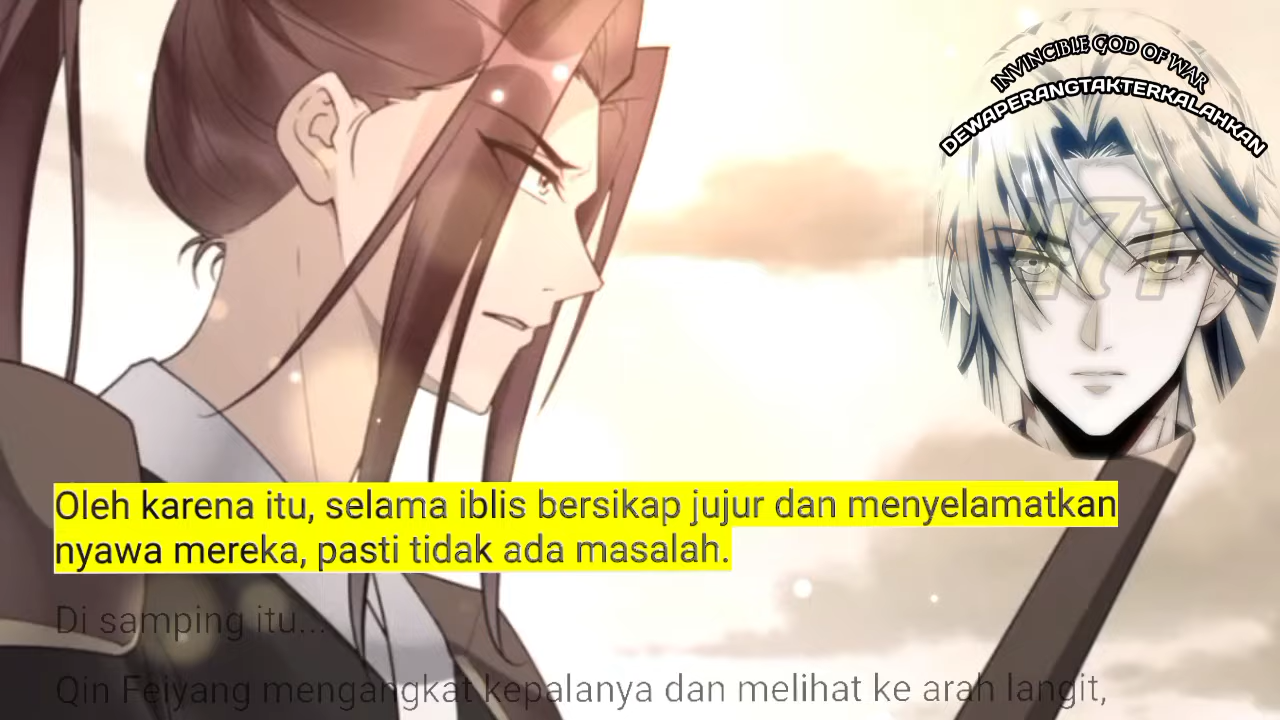 INVINCIBLE GOD OF WAR
DEWAPERANGTAKTERKALAHKAN
Oleh karena itu, selama iblis bersikap jujur dan menyelamatkan
nyawa mereka, pasti tidak ada masalah.
Di samping itu...
Qin Feiyang mengangkat kepalanya dan melihat ke arah langit,